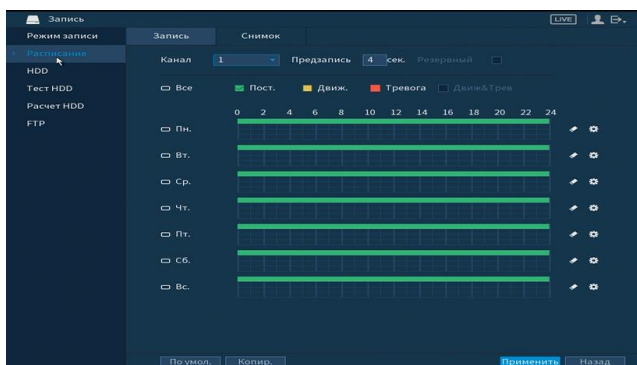 Запись
LIVE
Режим записи
Расписание
HDD
Тест HDD
Расчет HDD
FTP
Запись Снимок
Канал 1 Предзапись 4 сек. Резервный
Все Пост. Движ. Тревога Движ&Трев
0 2 4 6 8 10 12 14 16 18 20 22 24
Пн.
Вт.
Ср.
Чт.
Пт.
Сб.
Вс.
По умол. Копир. Применить Назад